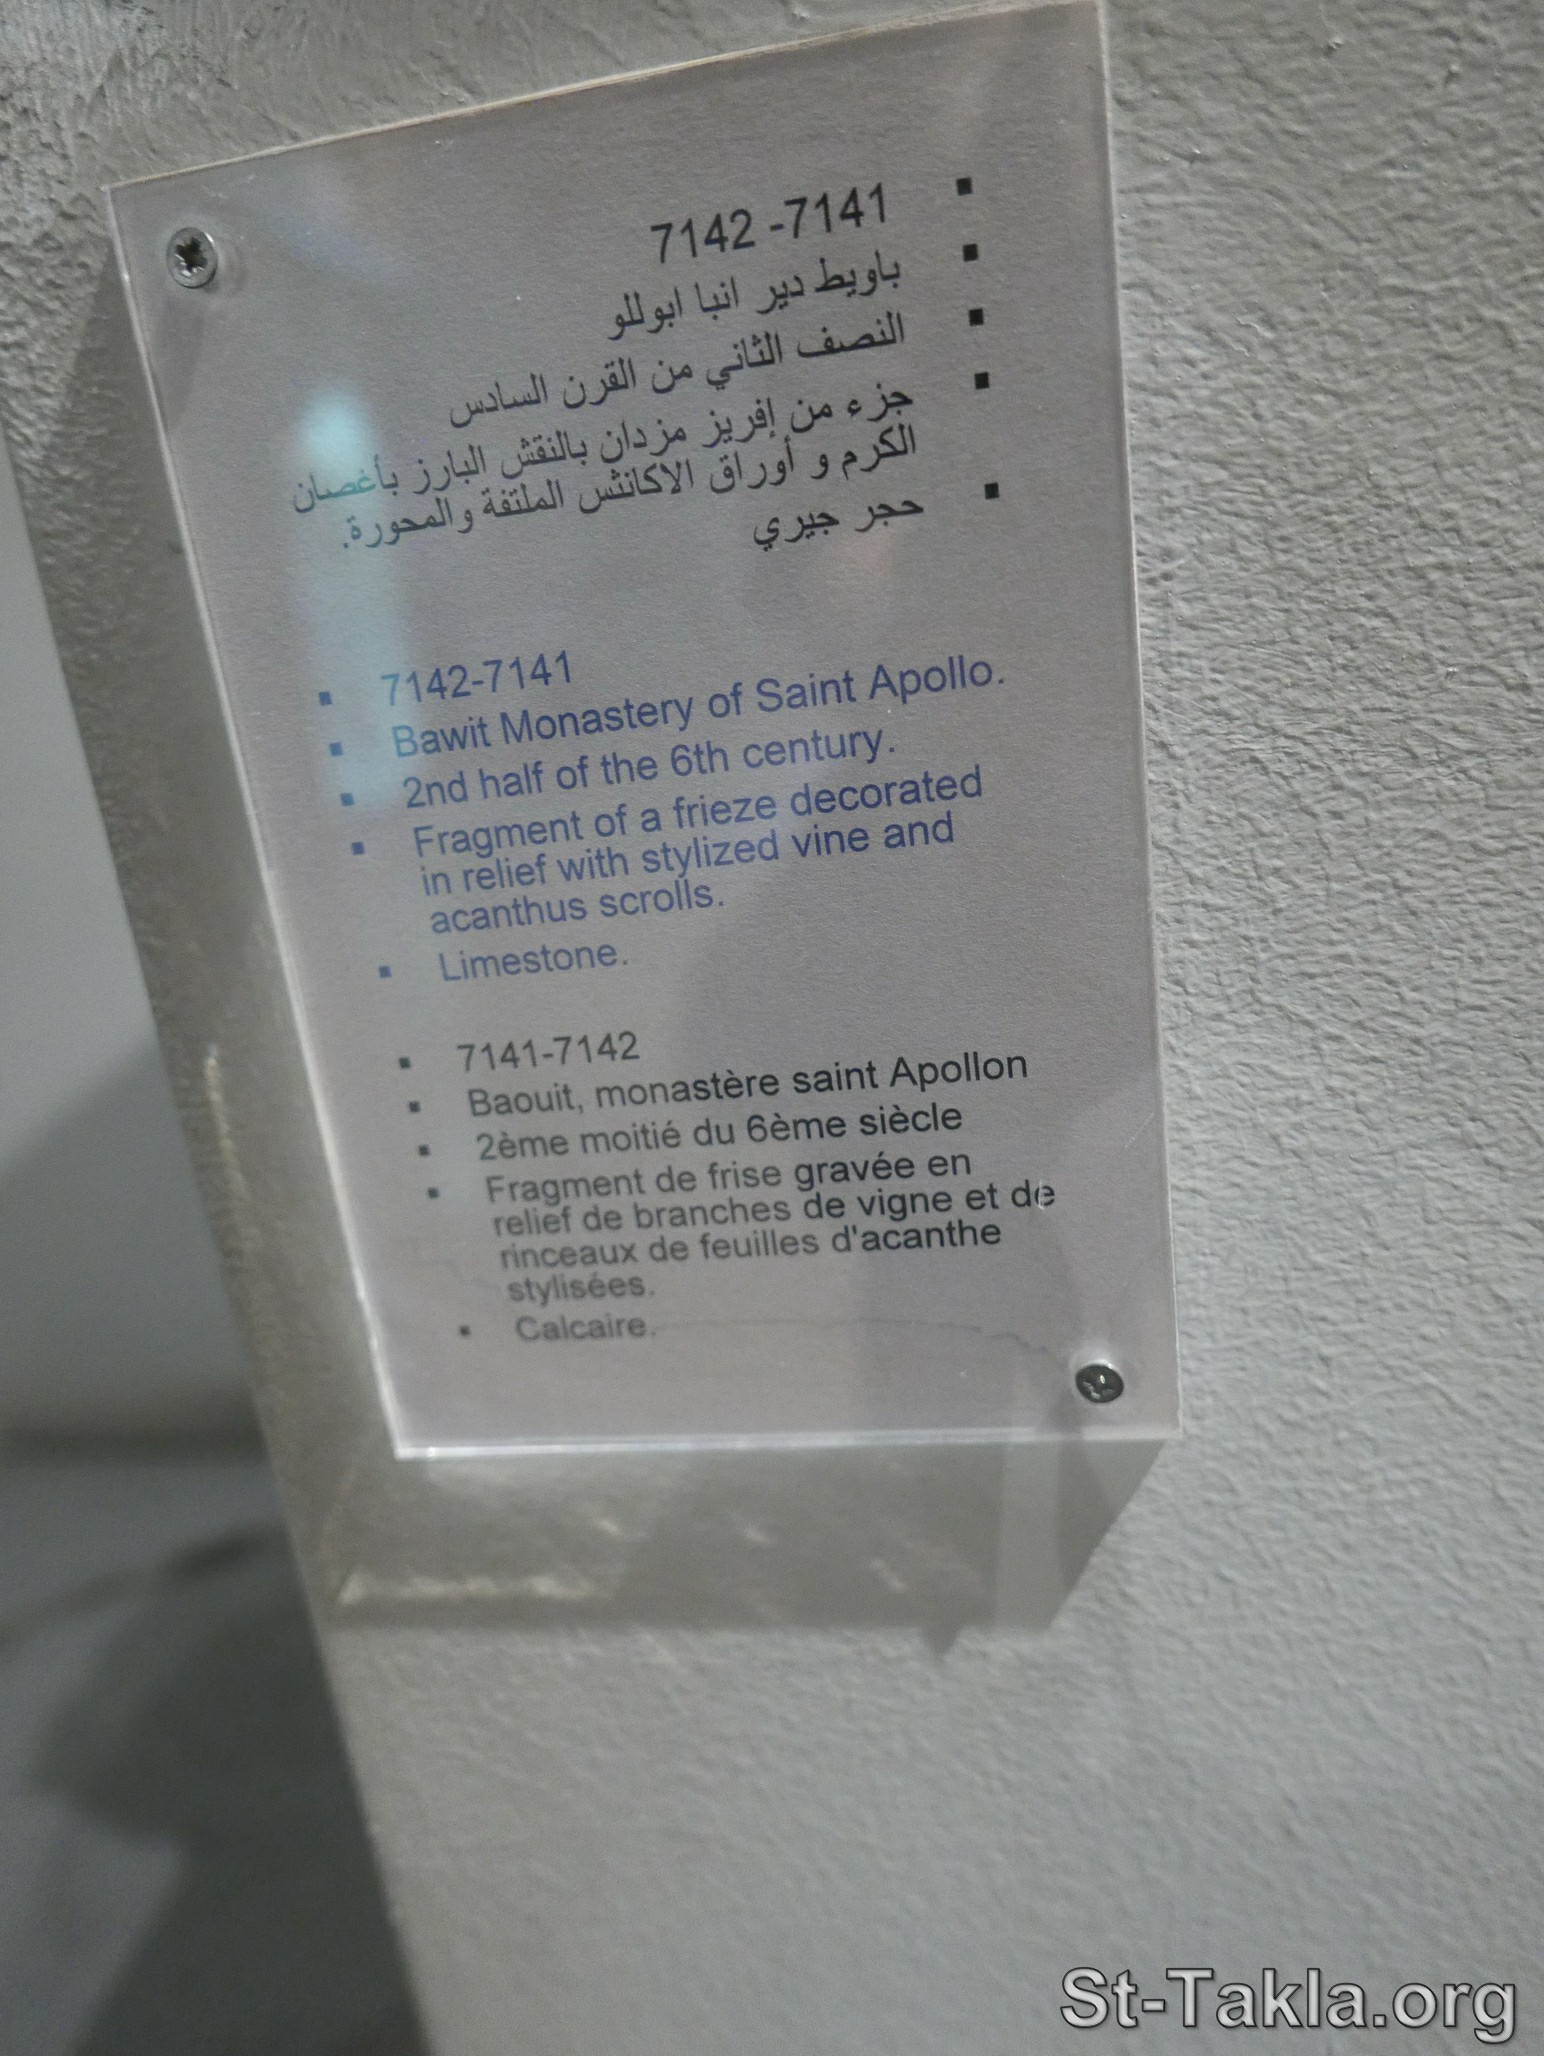 7142 -7141
باويط دير انبا ابوللو
النصف الثاني من القرن السادس
جزء من إفريز مزدان بالنقش البارز بأغصان
الكرم و أوراق الاكانثس الملتفة والمحورة.
حجر جيري
7142-7141
Bawit Monastery of Saint Apollo.
2nd half of the 6th century.
Fragment of a frieze decorated
in relief with stylized vine and
acanthus scrolls.
Limestone.
7141-7142
Baouit, monastère saint Apollon
2ème moitié du 6ème siècle
Fragment de frise gravée en
relief de branches de vigne et de
rinceaux de feuilles d'acanthe
stylisées.
Calcaire.
St-Takla.org